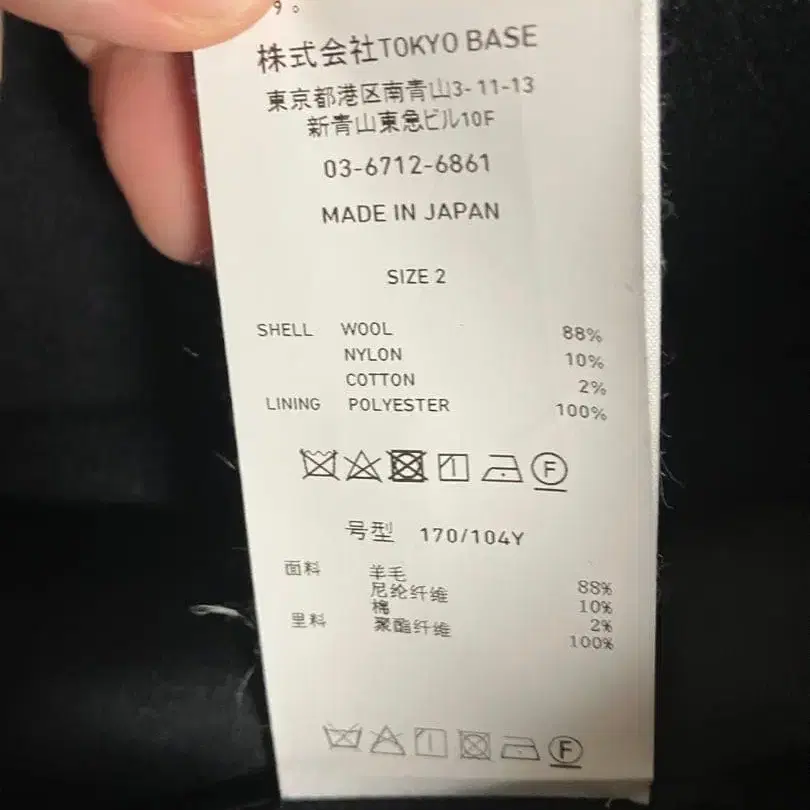 9。
株式会社TOKYO BASE
東京都港区南青山3-11-13
新青山東急ビル10F
03-6712-6861
MADE IN JAPAN
SIZE 2
SHELL WOOL 88%
NYLON 10%
COTTON 2%
LINING POLYESTER 100%
F
号型 170/104Y
面料 羊毛 88%
尼纶纤维 10%
棉 2%
里料 聚酯纤维 100%
F